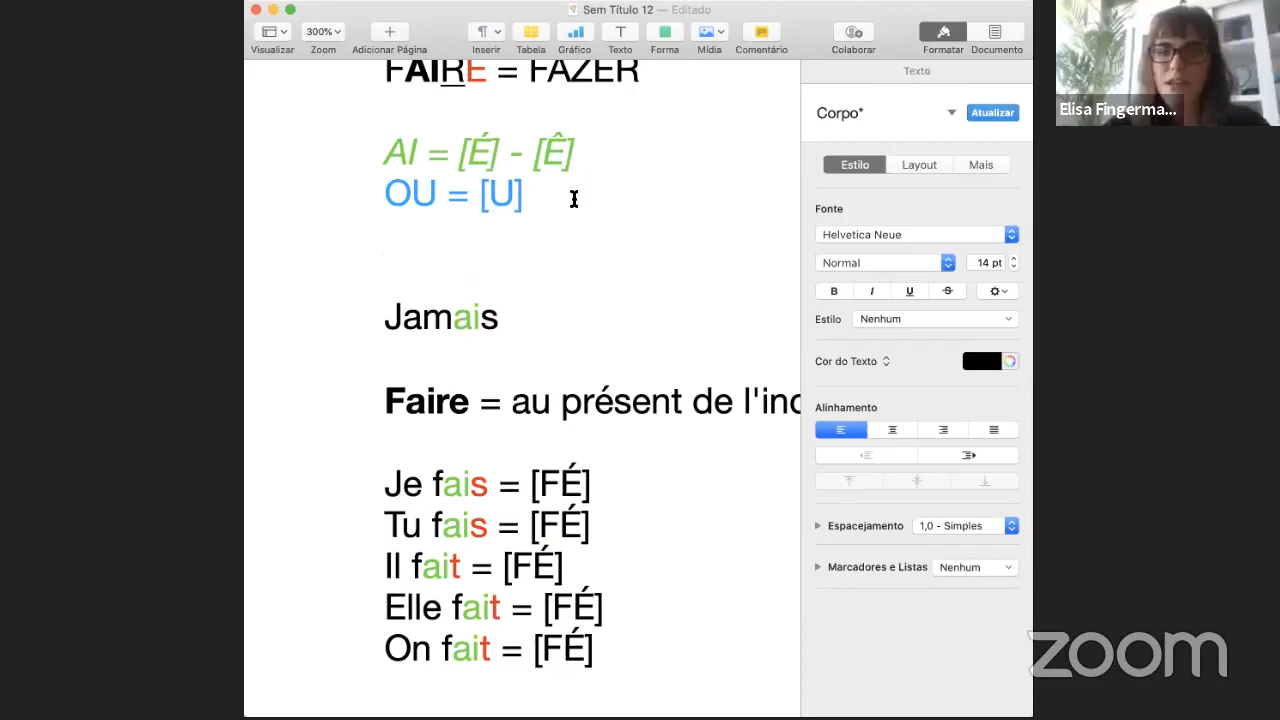 Sem Título 12 — Editado
Visualizar
300%
Zoom
Adicionar Página
Inserir
Tabela
Gráfico
T
Texto
Forma
Mídia
Comentário
Colaborar
Formatar
Documento
Elisa Fingerma...
FAIRE = FAZER
AI = [É] - [Ê]
OU = [U]
Jamais
Faire = au présent de l'ind
Je fais = [FÉ]
Tu fais = [FÉ]
Il fait = [FÉ]
Elle fait = [FÉ]
On fait = [FÉ]
Texto
Corpo*
Atualizar
Estilo
Layout
Mais
Fonte
Helvetica Neue
Normal
14 pt
B I U S
Estilo
Nenhum
Cor do Texto
Alinhamento
Espacejamento
1,0 - Simples
Marcadores e Listas
Nenhum
zoom